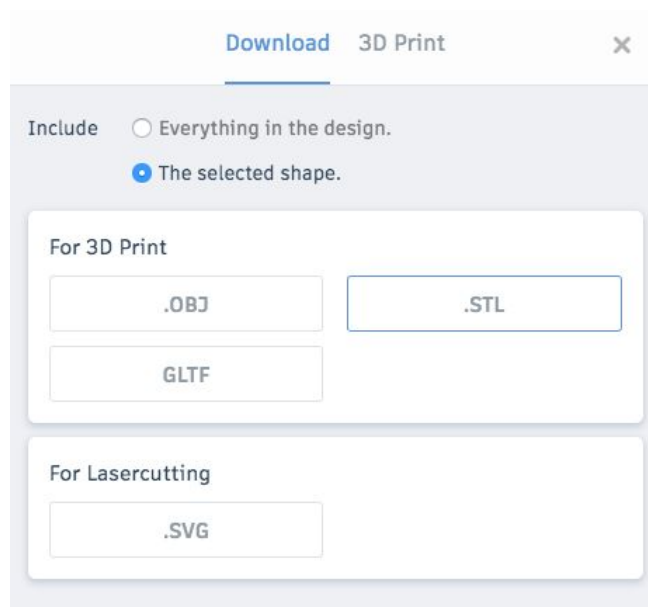 Download 3D Print ×
Include Everything in the design.
The selected shape.
For 3D Print
.OBJ .STL
GLTF
For Lasercutting
.SVG